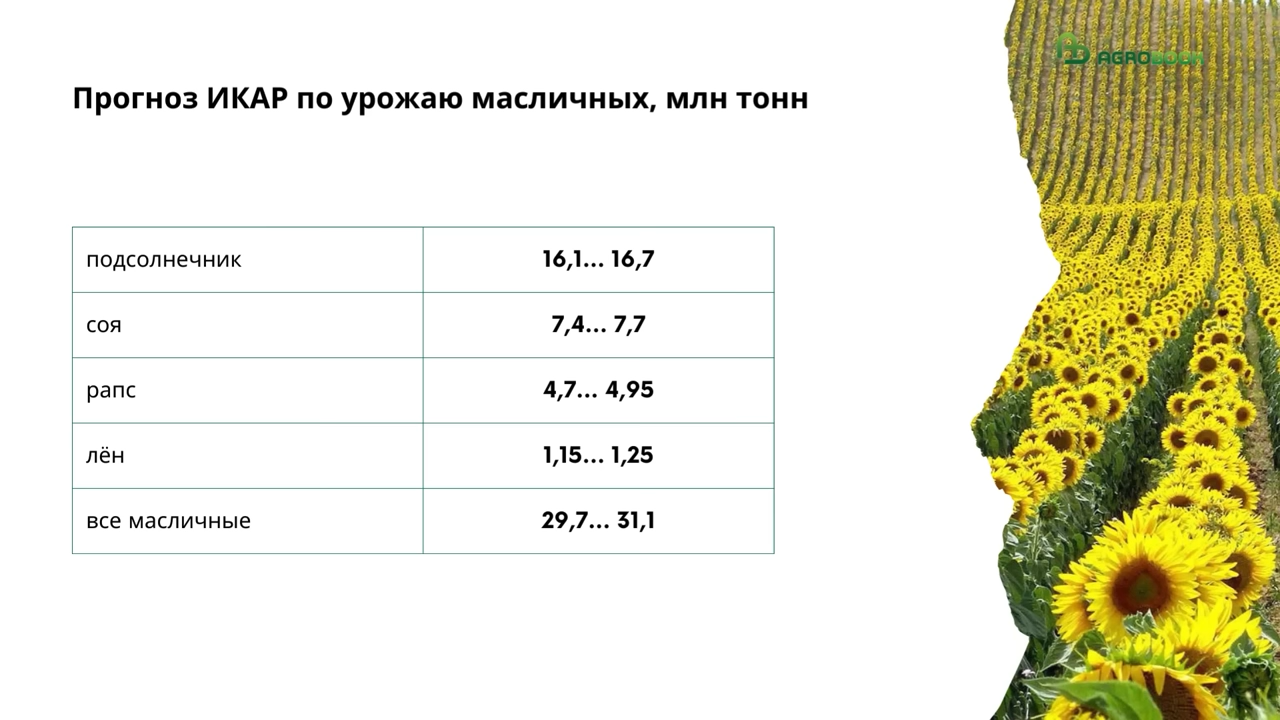 AGROBOOK
Прогноз ИКАР по урожаю масличных, млн тонн
подсолнечник 16,1... 16,7
соя 7,4... 7,7
рапс 4,7... 4,95
лён 1,15... 1,25
все масличные 29,7... 31,1